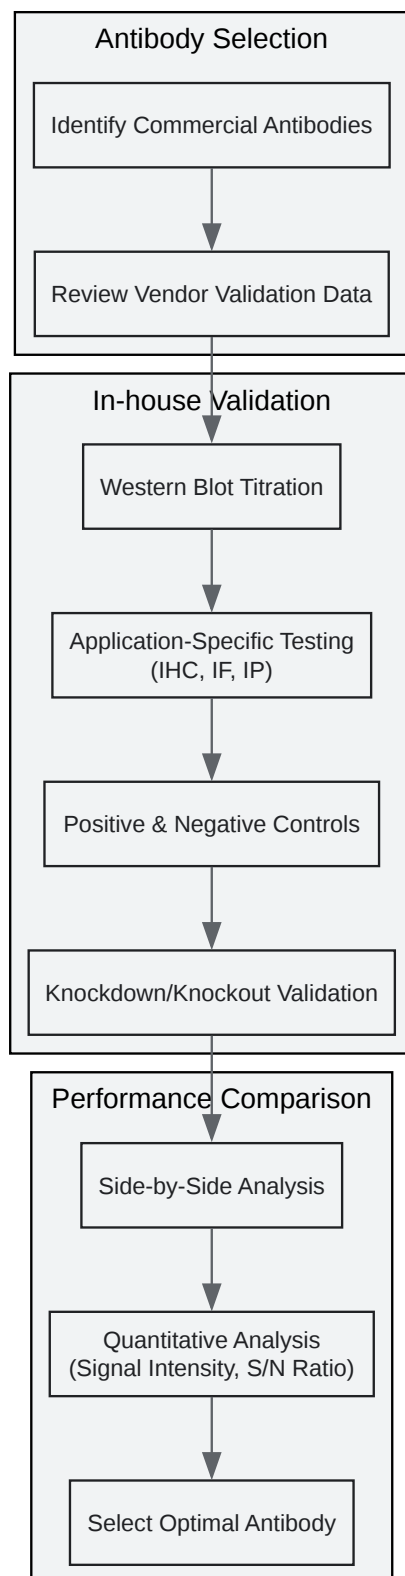 Antibody Selection
Identify Commercial Antibodies
Review Vendor Validation Data
In-house Validation
Western Blot Titration
Application-Specific Testing
(IHC, IF, IP)
Positive & Negative Controls
Knockdown/Knockout Validation
Performance Comparison
Side-by-Side Analysis
Quantitative Analysis
(Signal Intensity, S/N Ratio)
Select Optimal Antibody